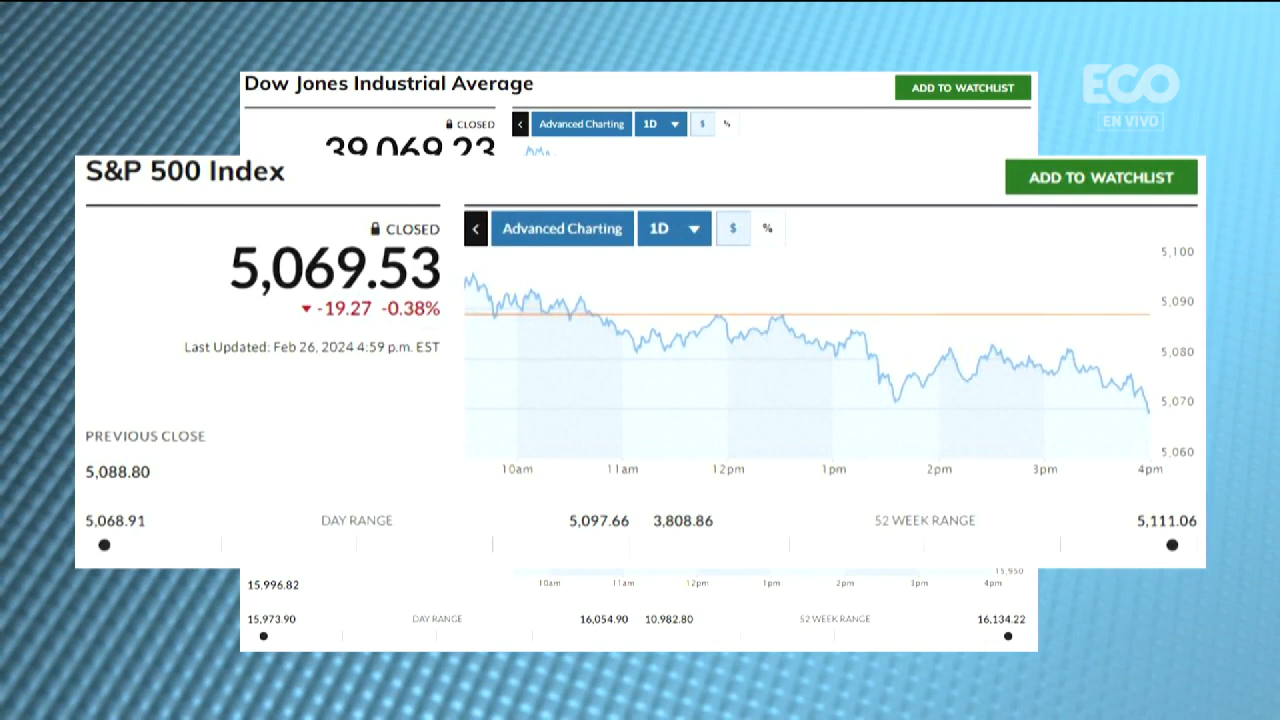 Dow Jones Industrial Average
ADD TO WATCHLIST
ECO
EN VIVO
CLOSED
Advanced Charting
1D
$
%
39,069.23
S&P 500 Index
ADD TO WATCHLIST
CLOSED
5,069.53
-19.27 -0.38%
Last Updated: Feb 26, 2024 4:59 p.m. EST
Advanced Charting
1D
$
%
5,100
5,090
5,080
5,070
5,060
10am 11am 12pm 1pm 2pm 3pm 4pm
PREVIOUS CLOSE
5,088.80
5,068.91 DAY RANGE 5,097.66 3,808.86 52 WEEK RANGE 5,111.06
15,950
10am 11am 12pm 1pm 2pm 3pm 4pm
15,996.82
15,973.90 DAY RANGE 16,054.90 10,982.80 52 WEEK RANGE 16,134.22